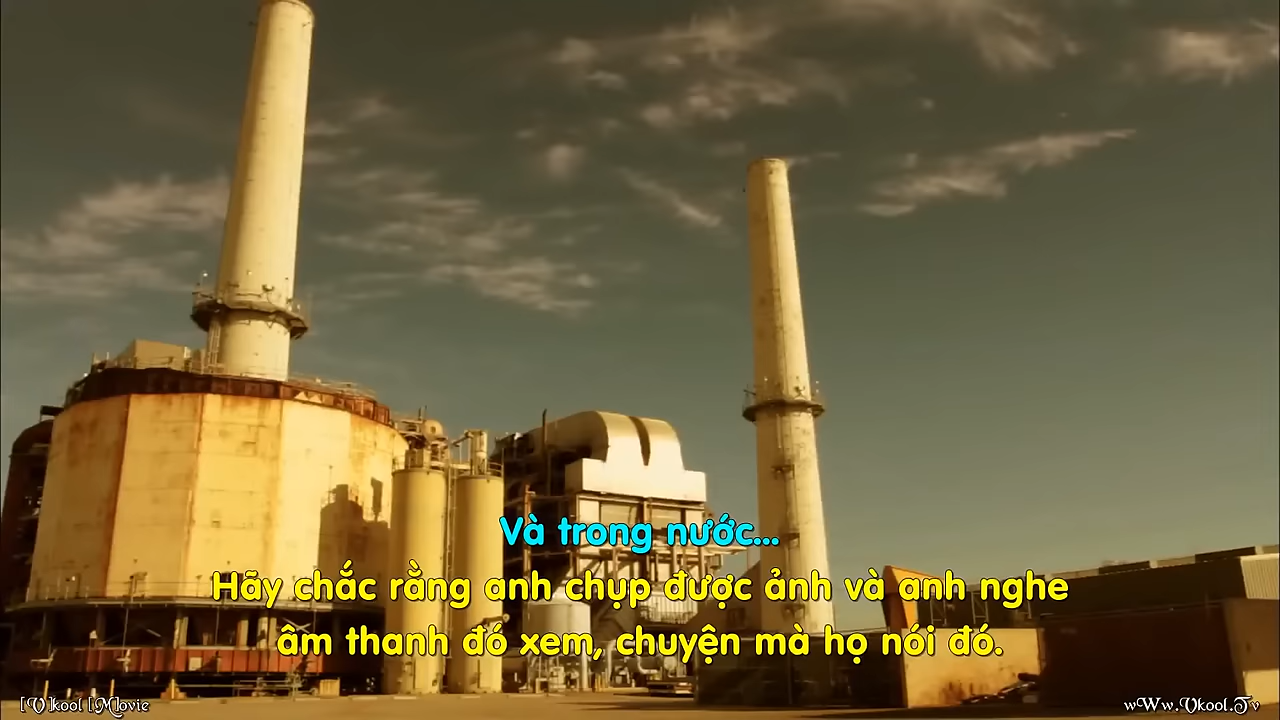 Và trong nước...
Hãy chắc rằng anh chụp được ảnh và anh nghe
âm thanh đó xem, chuyện mà họ nói đó.
[V]kool [M]ovie
wWw.Vkool.Tv